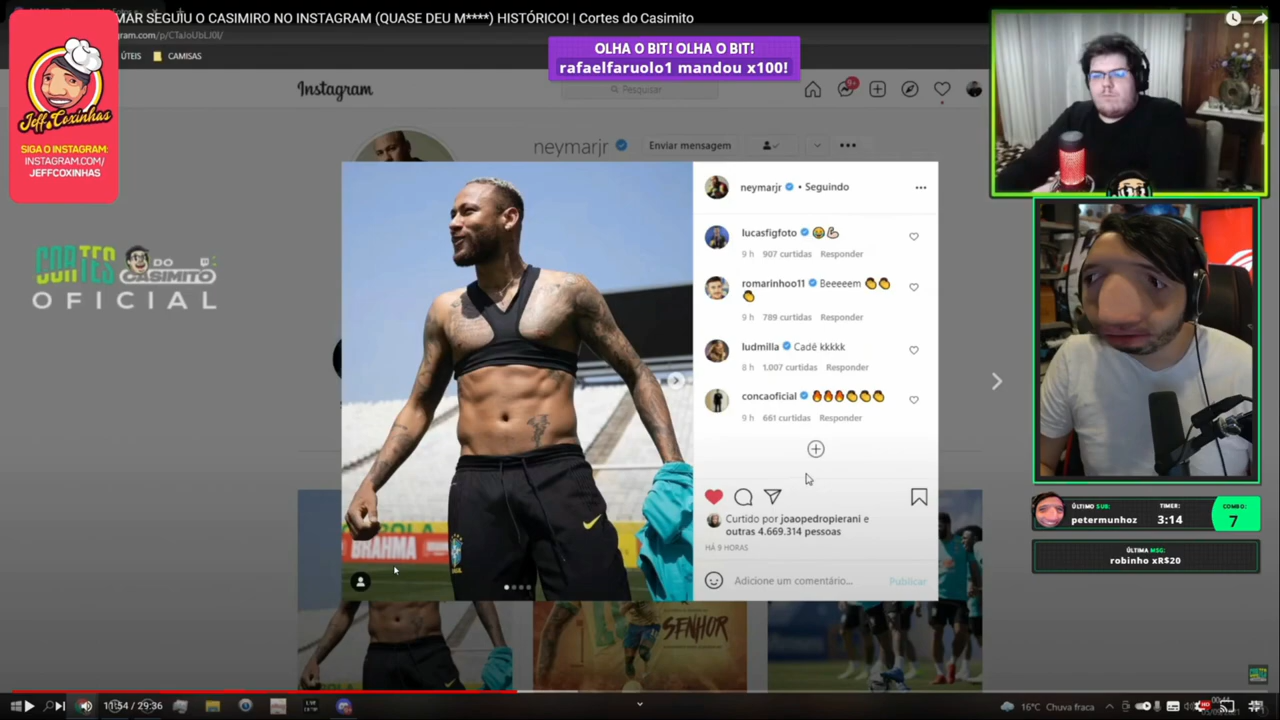 MAR SEGUIU O CASIMIRO NO INSTAGRAM (QUASE DEU M****) HISTÓRICO! | Cortes do Casimito
gram.com/p/CTaJoUbLJ0I/
ÚTEIS
CAMISAS
Jeff.Coxinhas
SIGA O INSTAGRAM:
INSTAGRAM.COM/
JEFFCOXINHAS
OLHA O BIT! OLHA O BIT!
rafaelfaruolo1 mandou x100!
Instagram
Pesquisar
9+
neymarjr
Enviar mensagem
neymarjr • Seguindo
lucasfigfoto
9 h 907 curtidas Responder
romarinhoo11 Beeeeem
9 h 789 curtidas Responder
ludmilla Cadê kkkkk
8 h 1.007 curtidas Responder
concaoficial
9 h 661 curtidas Responder
Curtido por joaopedropierani e
outras 4.669.314 pessoas
HÁ 9 HORAS
Adicione um comentário...
Publicar
CORTES DO CASIMITO
OFICIAL
BRAHMA
SENHOR
ÚLTIMO SUB:
petermunhoz
TIMER:
3:14
COMBO:
7
ÚLTIMA MSG:
robinho xR$20
11:54 / 29:36
16°C Chuva fraca